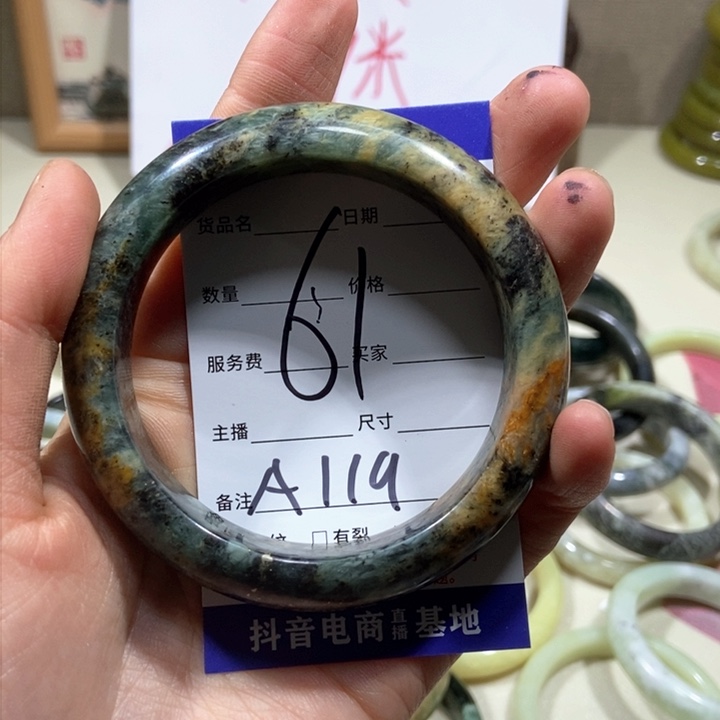 货品名 日期
数量 价格
61
服务费 买家
主播 尺寸
备注 A119
有裂
抖音电商直播基地